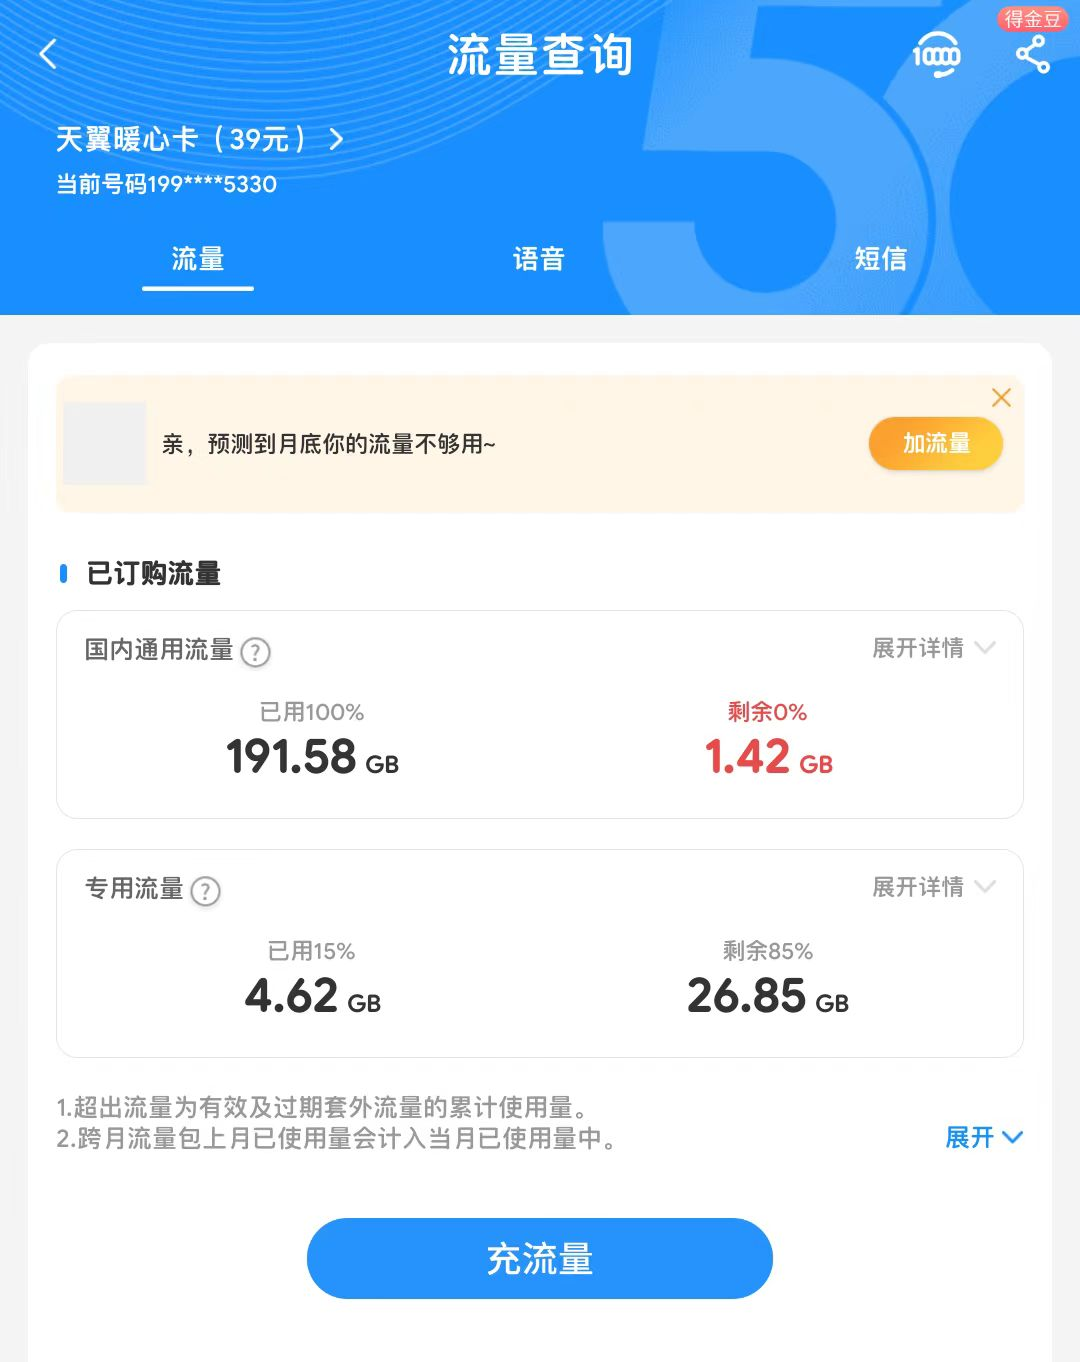 得金豆
流量查询
1000
天翼暖心卡（39元）
当前号码199****5330
流量 语音 短信
亲，预测到月底你的流量不够用~
加流量
已订购流量
国内通用流量 ? 展开详情
已用100% 剩余0%
191.58 GB 1.42 GB
专用流量 ? 展开详情
已用15% 剩余85%
4.62 GB 26.85 GB
1.超出流量为有效及过期套外流量的累计使用量。
2.跨月流量包上月已使用量会计入当月已使用量中。 展开
充流量